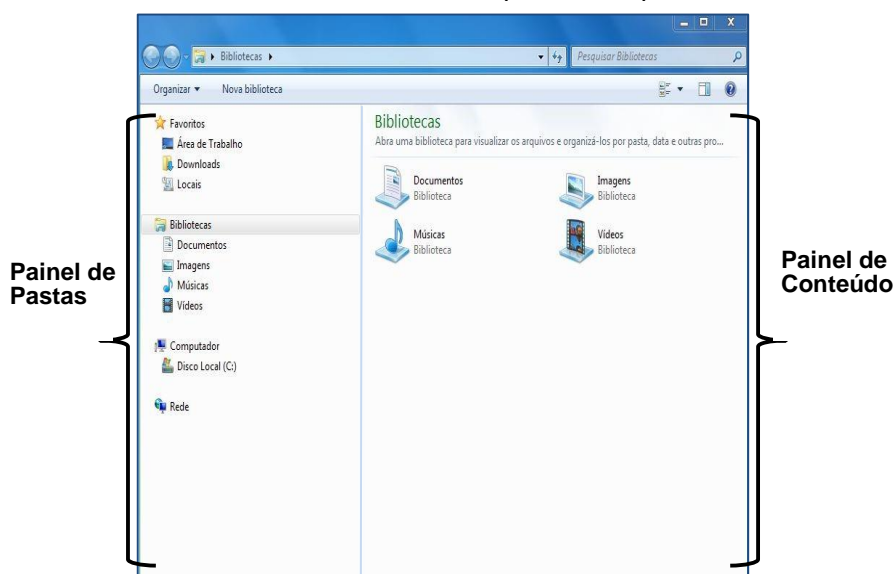 Bibliotecas
Pesquisar Bibliotecas
Organizar
Nova biblioteca
Favoritos
Área de Trabalho
Downloads
Locais
Bibliotecas
Documentos
Imagens
Músicas
Vídeos
Computador
Disco Local (C:)
Rede
Bibliotecas
Abra uma biblioteca para visualizar os arquivos e organizá-los por pasta, data e outras pro...
Documentos
Biblioteca
Imagens
Biblioteca
Músicas
Biblioteca
Vídeos
Biblioteca
Painel de
Pastas
Painel de
Conteúdo